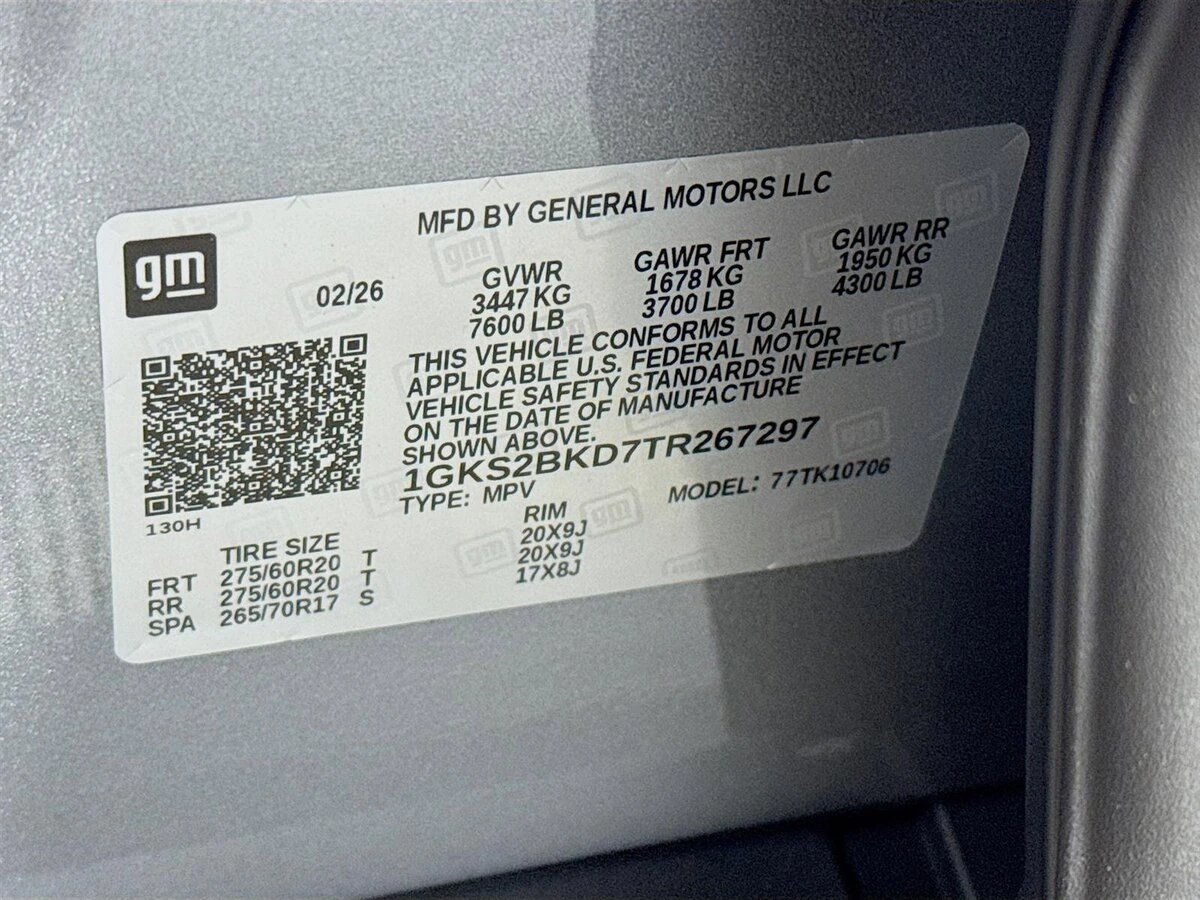 MFD BY GENERAL MOTORS LLC
gm
02/26
GVWR
3447 KG
7600 LB
GAWR FRT
1678 KG
3700 LB
GAWR RR
1950 KG
4300 LB
THIS VEHICLE CONFORMS TO ALL
APPLICABLE U.S. FEDERAL MOTOR
VEHICLE SAFETY STANDARDS IN EFFECT
ON THE DATE OF MANUFACTURE
SHOWN ABOVE.
1GKS2BKD7TR267297
TYPE: MPV
MODEL: 77TK10706
130H
TIRE SIZE
RIM
FRT 275/60R20 T 20X9J
RR 275/60R20 T 20X9J
SPA 265/70R17 S 17X8J